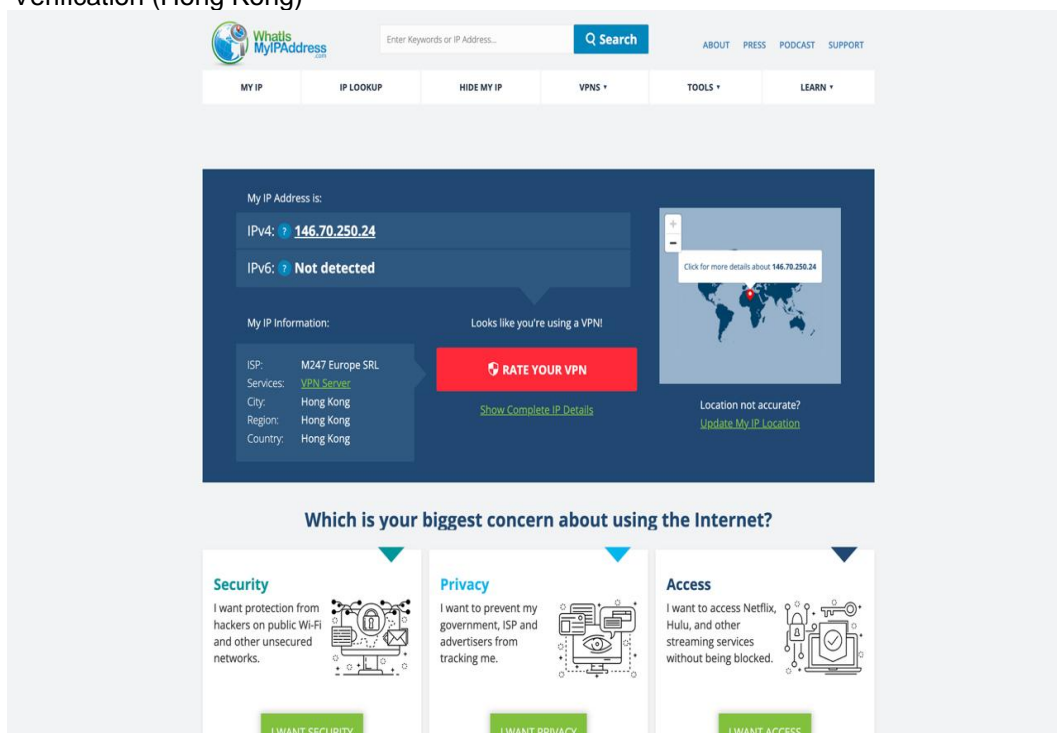 Verification (Hong Kong)
WhatIs
MyIPAddress
.com
Enter Keywords or IP Address...
Search
ABOUT PRESS PODCAST SUPPORT
MY IP IP LOOKUP HIDE MY IP VPNS TOOLS LEARN
My IP Address is:
IPv4: ? 146.70.250.24
IPv6: ? Not detected
+
−
Click for more details about 146.70.250.24
My IP Information:
Looks like you're using a VPN!
ISP: M247 Europe SRL
Services: VPN Server
City: Hong Kong
Region: Hong Kong
Country: Hong Kong
RATE YOUR VPN
Show Complete IP Details
Location not accurate?
Update My IP Location
Which is your biggest concern about using the Internet?
Security
I want protection from
hackers on public Wi-Fi
and other unsecured
networks.
I WANT SECURITY
Privacy
I want to prevent my
government, ISP and
advertisers from
tracking me.
I WANT PRIVACY
Access
I want to access Netflix,
Hulu, and other
streaming services
without being blocked.
I WANT ACCESS